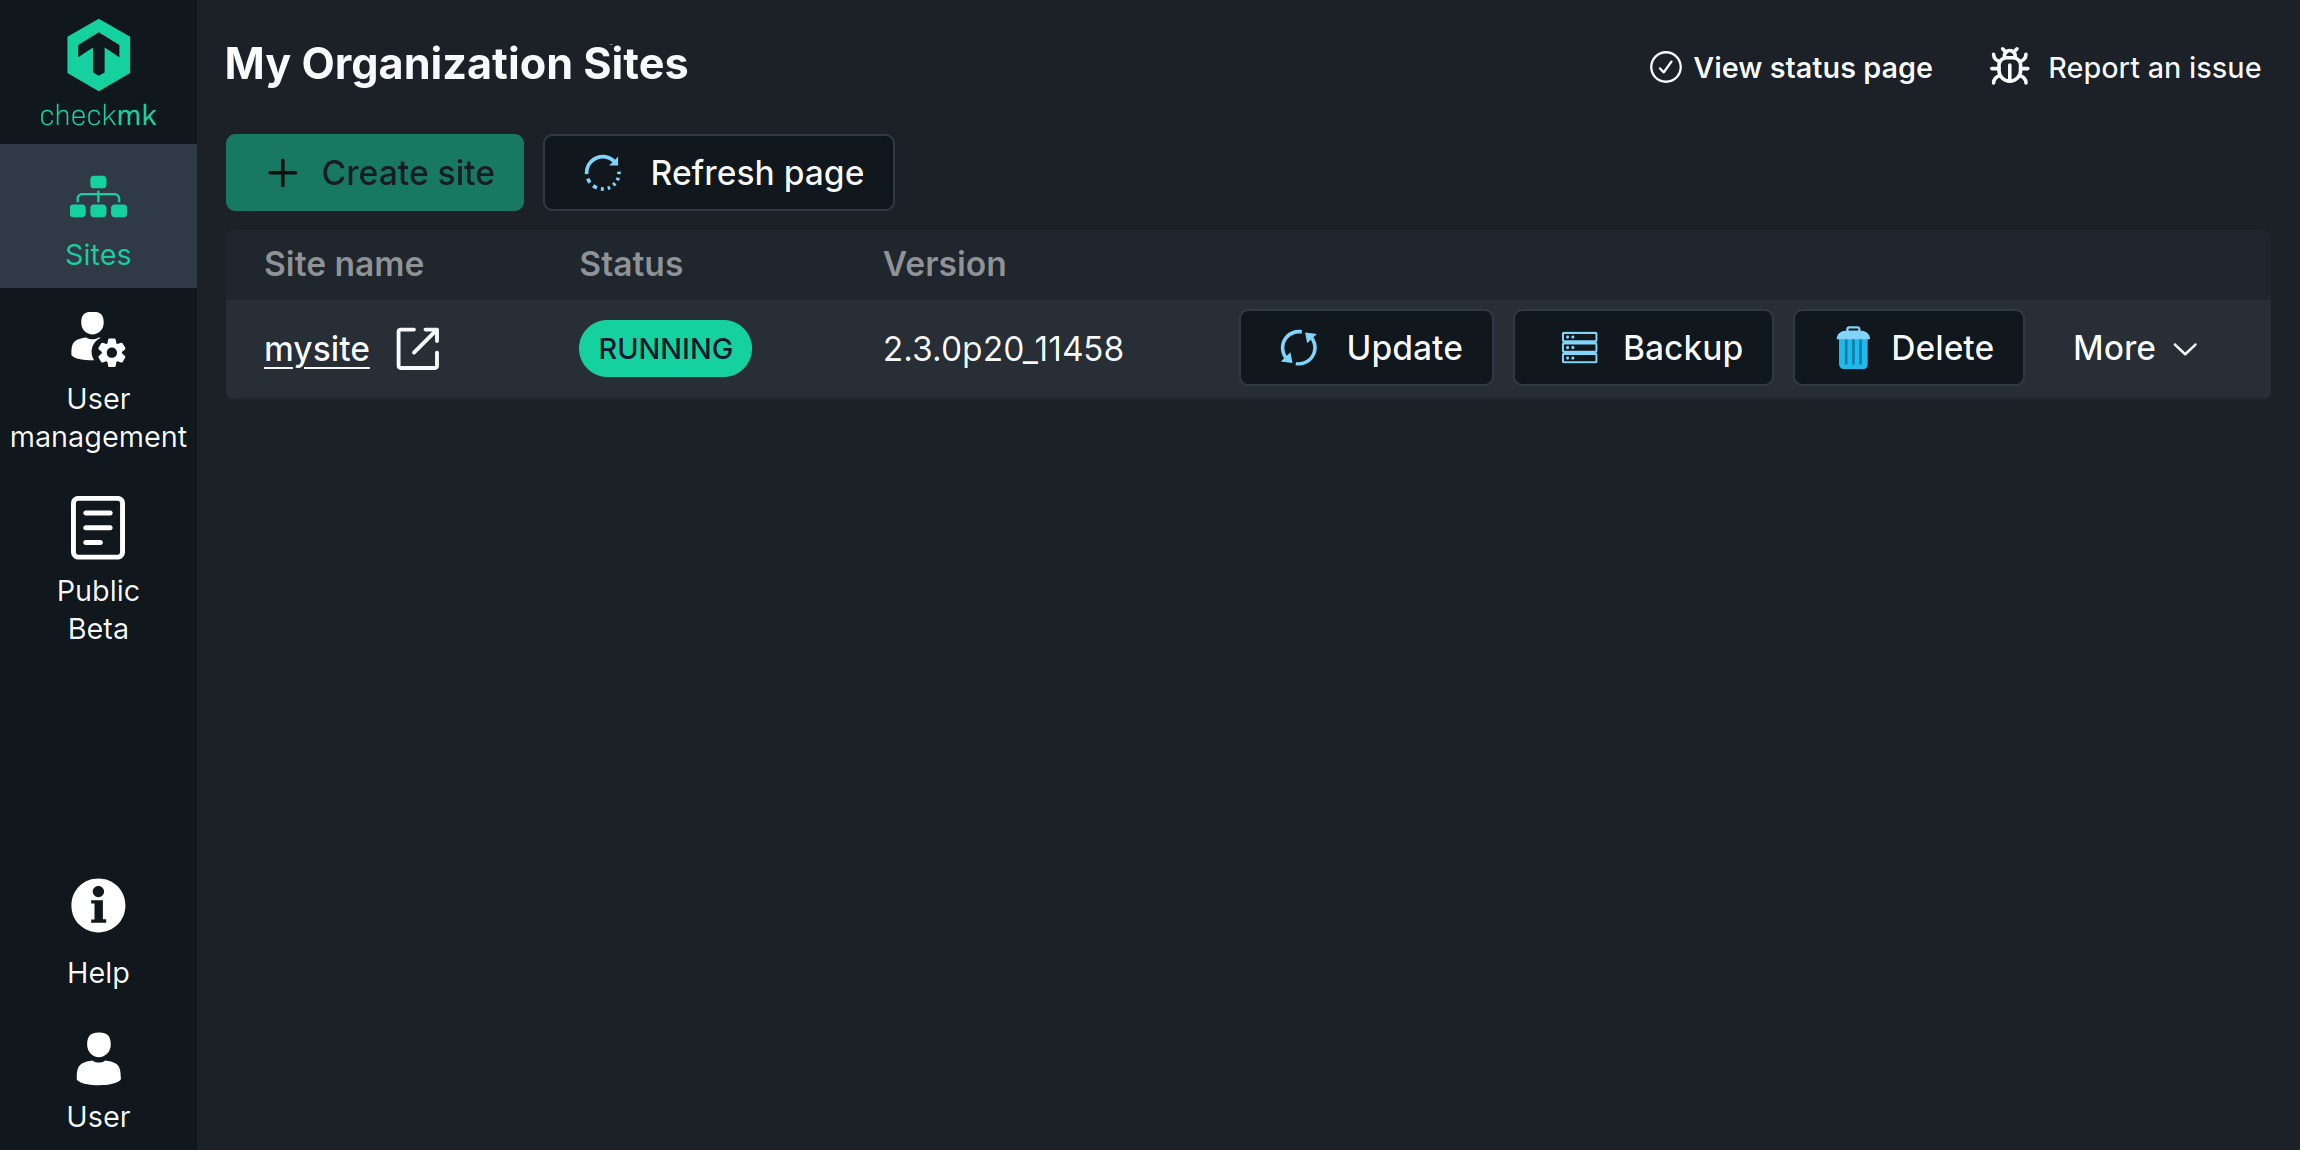 checkmk
My Organization Sites
View status page
Report an issue
Create site
Refresh page
Sites
Site name Status Version
mysite RUNNING 2.3.0p20_11458 Update Backup Delete More
User
management
Public
Beta
Help
User